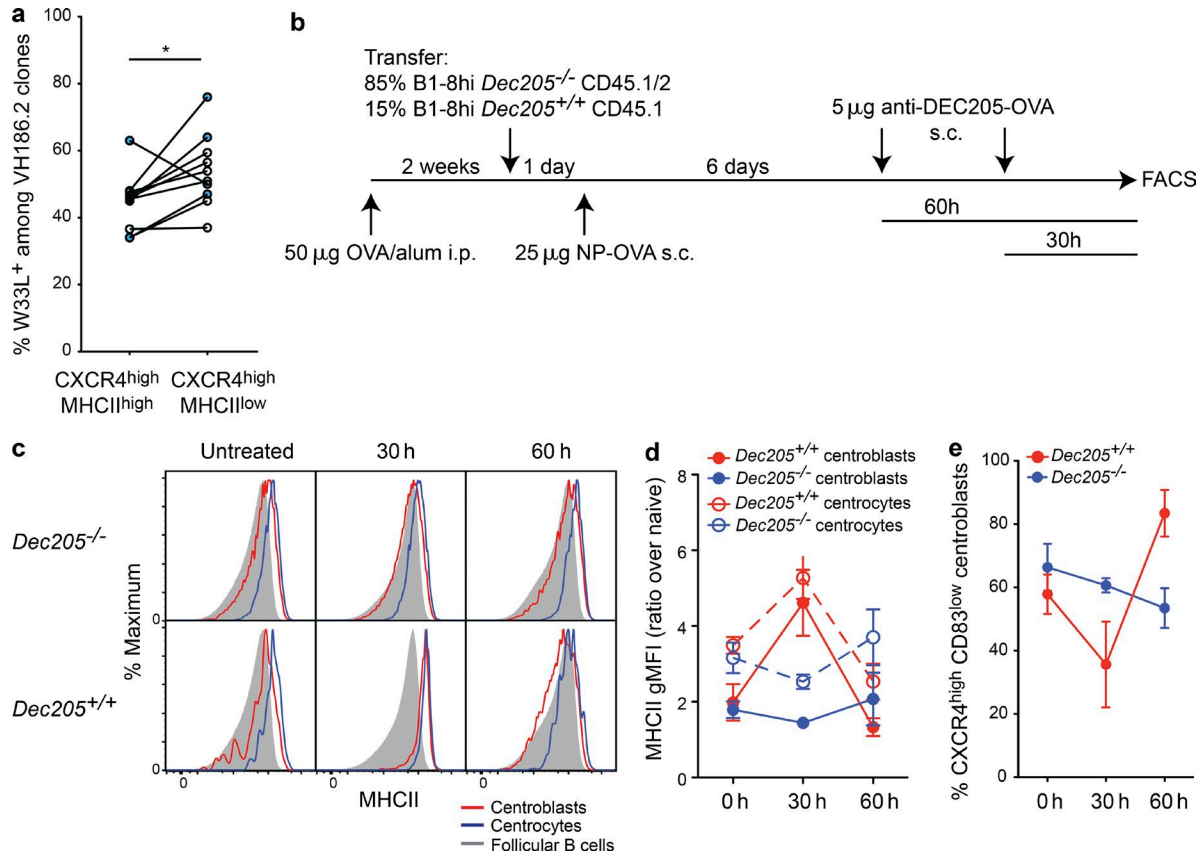 a
100
80
60
40
20
0
% W33L+ among VH186.2 clones
*
CXCR4high CXCR4high
MHCIIhigh MHCIIlow
b
Transfer:
85% B1-8hi Dec205-/- CD45.1/2
15% B1-8hi Dec205+/+ CD45.1
5 µg anti-DEC205-OVA
s.c.
2 weeks 1 day 6 days
FACS
60h
30h
50 µg OVA/alum i.p. 25 µg NP-OVA s.c.
c
Untreated 30 h 60 h
Dec205-/-
Dec205+/+
% Maximum
0
0
0 0 0
MHCII
Centroblasts
Centrocytes
Follicular B cells
d
Dec205+/+ centroblasts
Dec205-/- centroblasts
Dec205+/+ centrocytes
Dec205-/- centrocytes
MHCII gMFI (ratio over naive)
8
6
4
2
0
0 h 30 h 60 h
e
Dec205+/+
Dec205-/-
% CXCR4high CD83low centroblasts
100
80
60
40
20
0
0 h 30 h 60 h